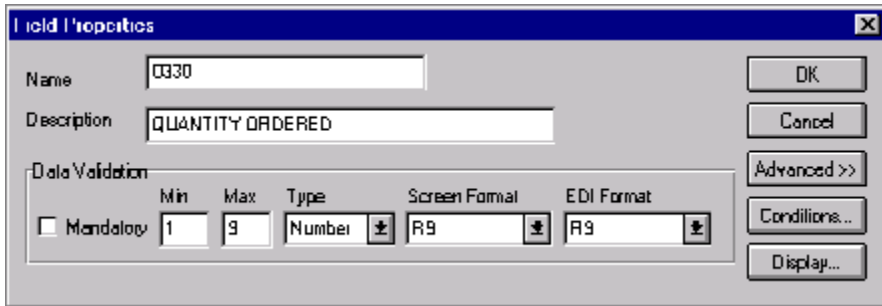 Field Properties
Name 0330 OK
Description QUANTITY ORDERED Cancel
Data Validation Advanced >>
Min Max Type Screen Format EDI Format
Mandatory 1 9 Number R9 R9 Conditions...
Display...